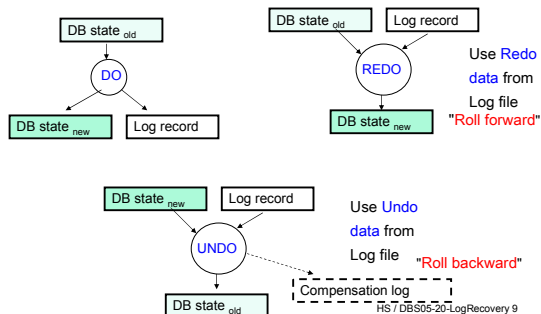 DB state old
DO
DB state new
Log record
DB state old
Log record
REDO
DB state new
Use Redo
data from
Log file
"Roll forward"
DB state new
Log record
UNDO
DB state old
Use Undo
data from
Log file
"Roll backward"
Compensation log
HS / DBS05-20-LogRecovery 9